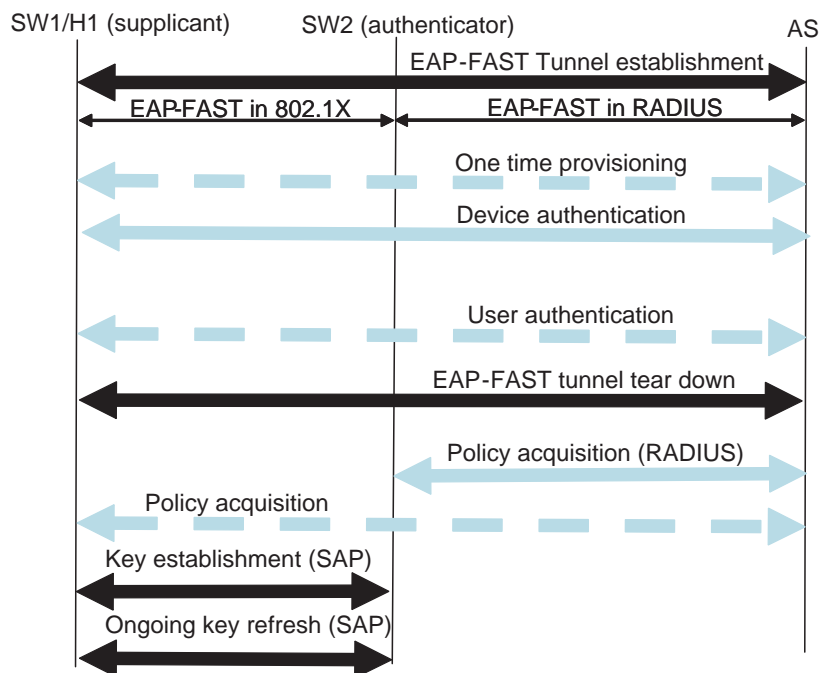 SW1/H1 (supplicant) SW2 (authenticator) AS
EAP-FAST Tunnel establishment
EAP-FAST in 802.1X EAP-FAST in RADIUS
One time provisioning
Device authentication
User authentication
EAP-FAST tunnel tear down
Policy acquisition (RADIUS)
Policy acquisition
Key establishment (SAP)
Ongoing key refresh (SAP)